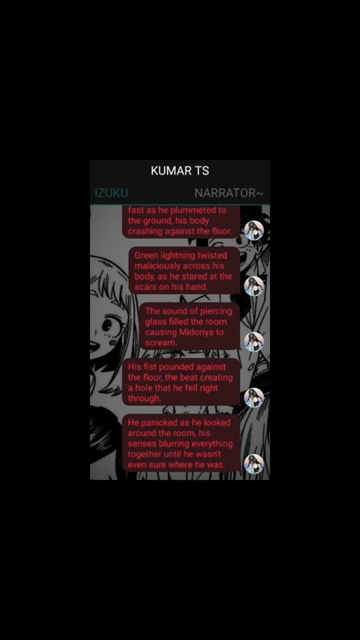 KUMAR TS
IZUKU NARRATOR~
fast as he plummeted to
the ground, his body
crashing against the floor.
Green lightning twisted
maliciously across his
body, as he stared at the
scars on his hand.
The sound of piercing
glass filled the room
causing Midoriya to
scream.
His fist pounded against
the floor, the beat creating
a hole that he fell right
through.
He panicked as he looked
around the room, his
senses blurring everything
together until he wasn't
even sure where he was.